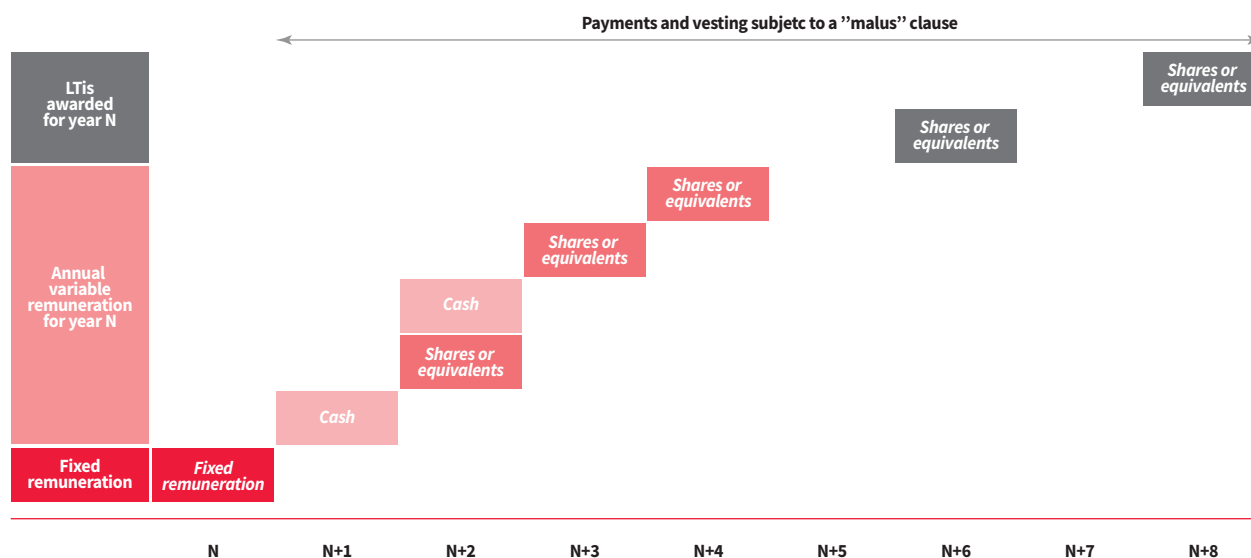 Payments and vesting subjetc to a ”malus” clause
LTis
awarded
for year N
Shares or
equivalents
Shares or
equivalents
Annual
variable
remuneration
for year N
Shares or
equivalents
Shares or
equivalents
Cash
Shares or
equivalents
Cash
Fixed
remuneration
Fixed
remuneration
N N+1 N+2 N+3 N+4 N+5 N+6 N+7 N+8